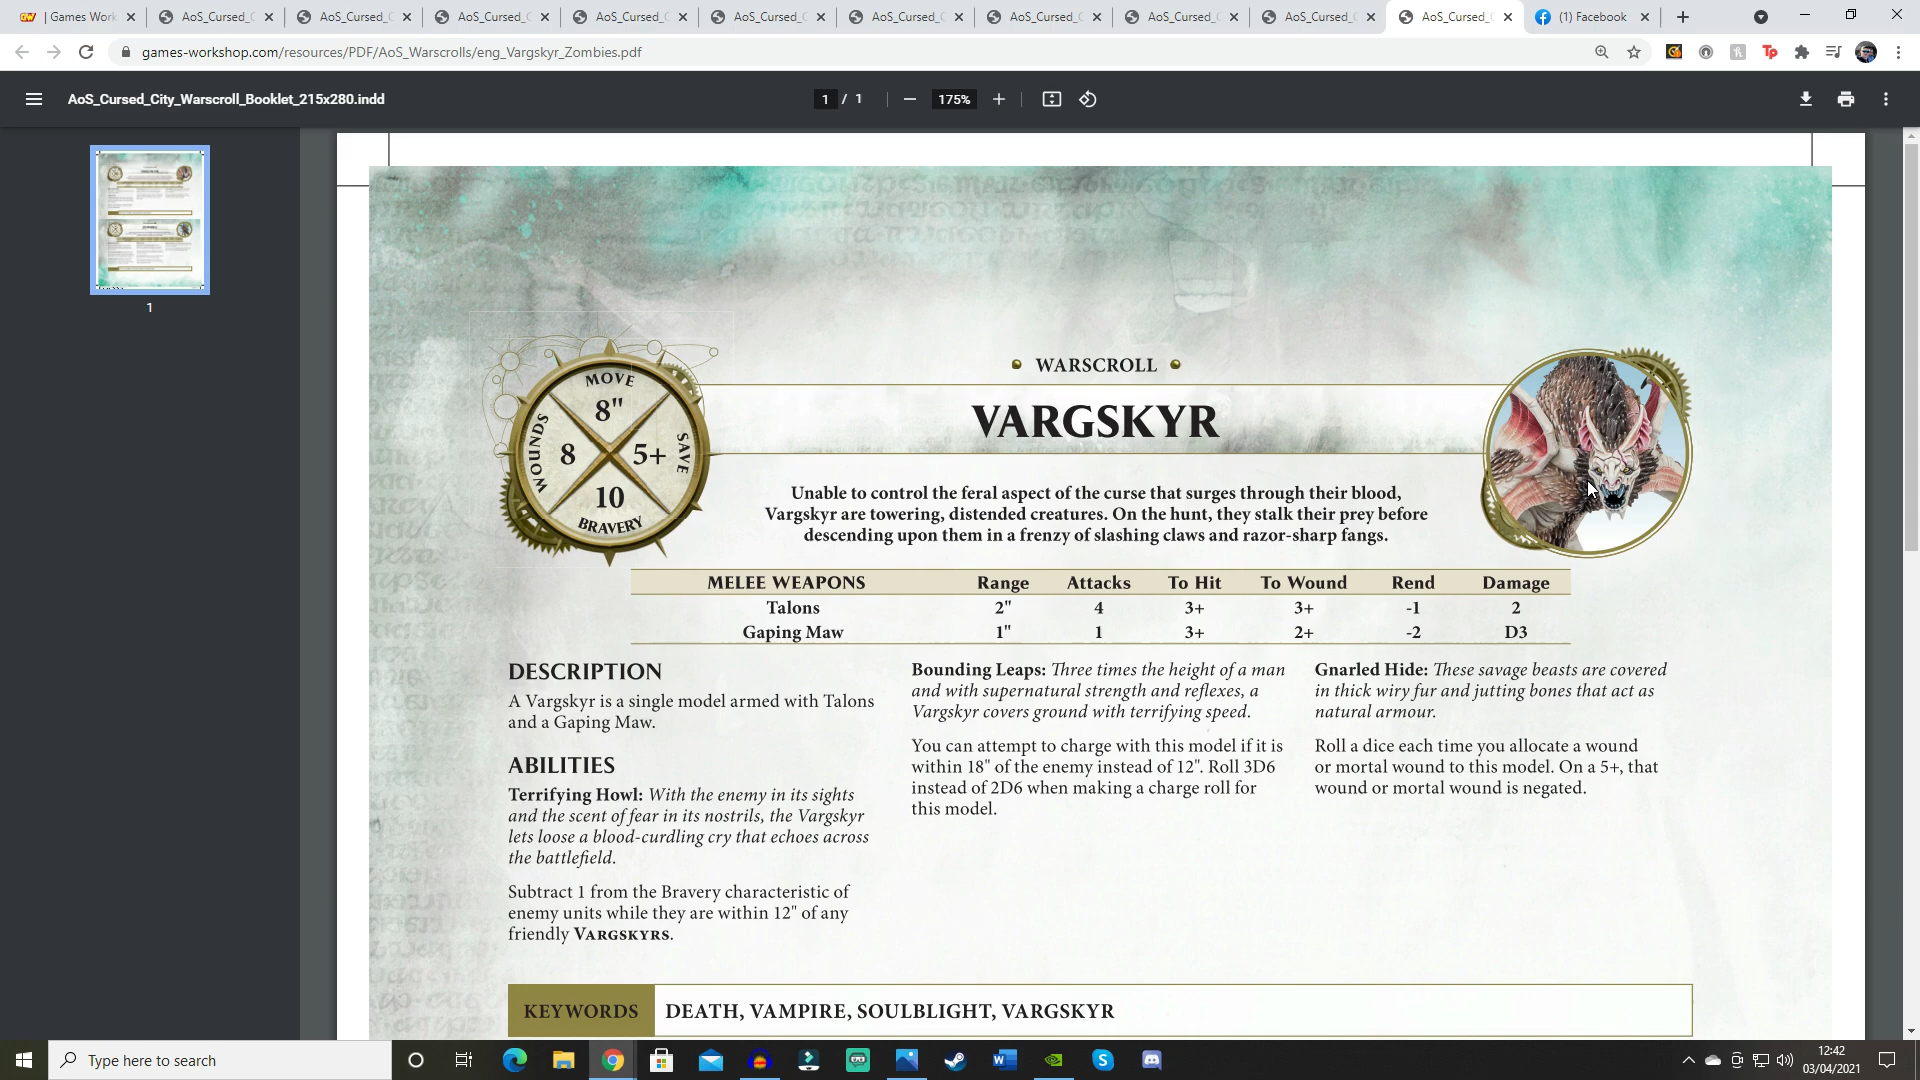 | Games Work
AoS_Cursed_C
AoS_Cursed_C
AoS_Cursed_C
AoS_Cursed_C
AoS_Cursed_C
AoS_Cursed_C
AoS_Cursed_C
AoS_Cursed_C
AoS_Cursed_C
AoS_Cursed_C
(1) Facebook
games-workshop.com/resources/PDF/AoS_Warscrolls/eng_Vargskyr_Zombies.pdf
AoS_Cursed_City_Warscroll_Booklet_215x280.indd
1 / 1
175%
1
WARSCROLL
VARGSKYR
MOVE
8"
WOUNDS
8
5+
SAVE
10
BRAVERY
Unable to control the feral aspect of the curse that surges through their blood,
Vargskyr are towering, distended creatures. On the hunt, they stalk their prey before
descending upon them in a frenzy of slashing claws and razor-sharp fangs.
MELEE WEAPONS Range Attacks To Hit To Wound Rend Damage
Talons 2" 4 3+ 3+ -1 2
Gaping Maw 1" 1 3+ 2+ -2 D3
DESCRIPTION
A Vargskyr is a single model armed with Talons
and a Gaping Maw.
ABILITIES
Terrifying Howl: With the enemy in its sights
and the scent of fear in its nostrils, the Vargskyr
lets loose a blood-curdling cry that echoes across
the battlefield.
Subtract 1 from the Bravery characteristic of
enemy units while they are within 12" of any
friendly VARGSKYRS.
Bounding Leaps: Three times the height of a man
and with supernatural strength and reflexes, a
Vargskyr covers ground with terrifying speed.
You can attempt to charge with this model if it is
within 18" of the enemy instead of 12". Roll 3D6
instead of 2D6 when making a charge roll for
this model.
Gnarled Hide: These savage beasts are covered
in thick wiry fur and jutting bones that act as
natural armour.
Roll a dice each time you allocate a wound
or mortal wound to this model. On a 5+, that
wound or mortal wound is negated.
KEYWORDS DEATH, VAMPIRE, SOULBLIGHT, VARGSKYR
Type here to search
12:42
03/04/2021